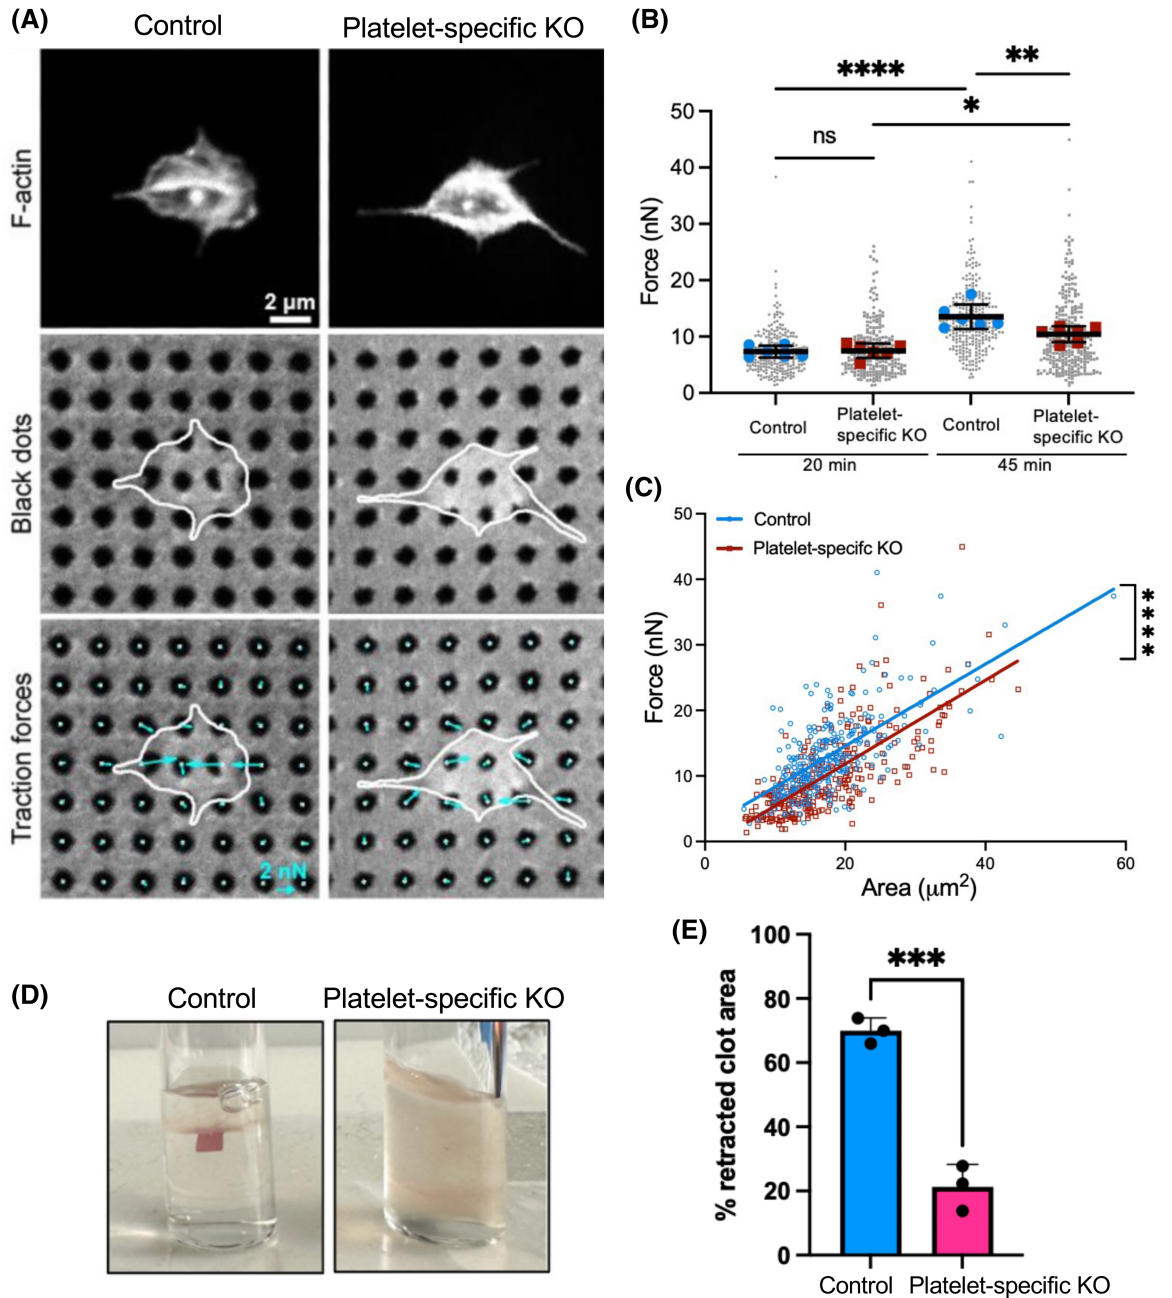 (A)
Control
Platelet-specific KO
F-actin
2 μm
Black dots
Traction forces
2 nN
(B)
****
**
*
ns
Force (nN)
50
40
30
20
10
0
Control
Platelet-
specific KO
Control
Platelet-
specific KO
20 min
45 min
(C)
Control
Platelet-specifc KO
****
Force (nN)
50
40
30
20
10
0
0
20
40
60
Area (μm²)
(D)
Control
Platelet-specific KO
(E)
***
% retracted clot area
100
80
60
40
20
0
Control
Platelet-specific KO